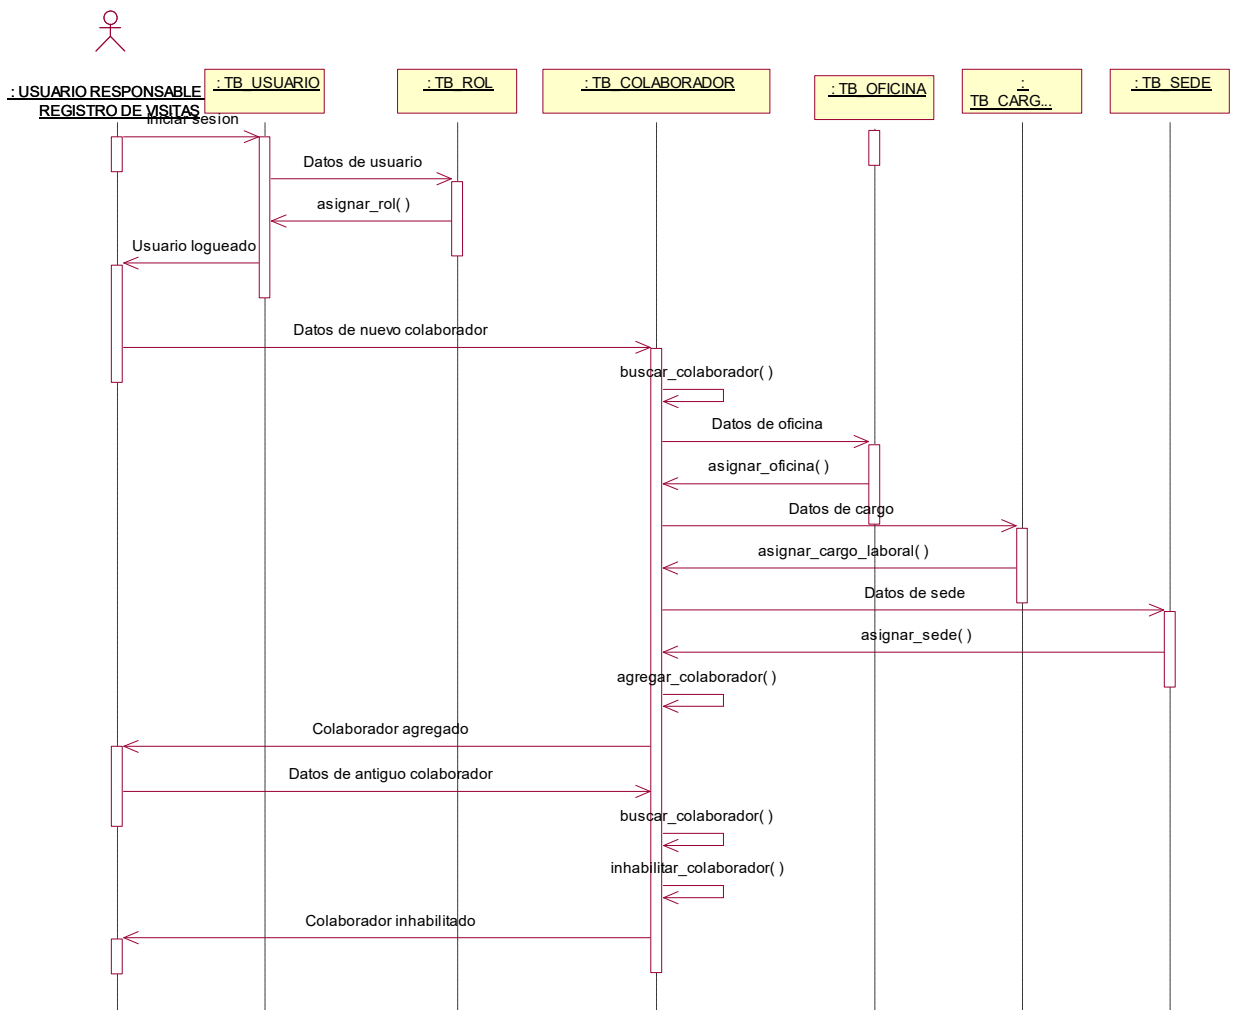 : USUARIO RESPONSABLE
REGISTRO DE VISITAS
: TB_USUARIO
: TB_ROL
: TB_COLABORADOR
: TB_OFICINA
:
TB_CARG...
: TB_SEDE
Iniciar sesion
Datos de usuario
asignar_rol( )
Usuario logueado
Datos de nuevo colaborador
buscar_colaborador( )
Datos de oficina
asignar_oficina( )
Datos de cargo
asignar_cargo_laboral( )
Datos de sede
asignar_sede( )
agregar_colaborador( )
Colaborador agregado
Datos de antiguo colaborador
buscar_colaborador( )
inhabilitar_colaborador( )
Colaborador inhabilitado